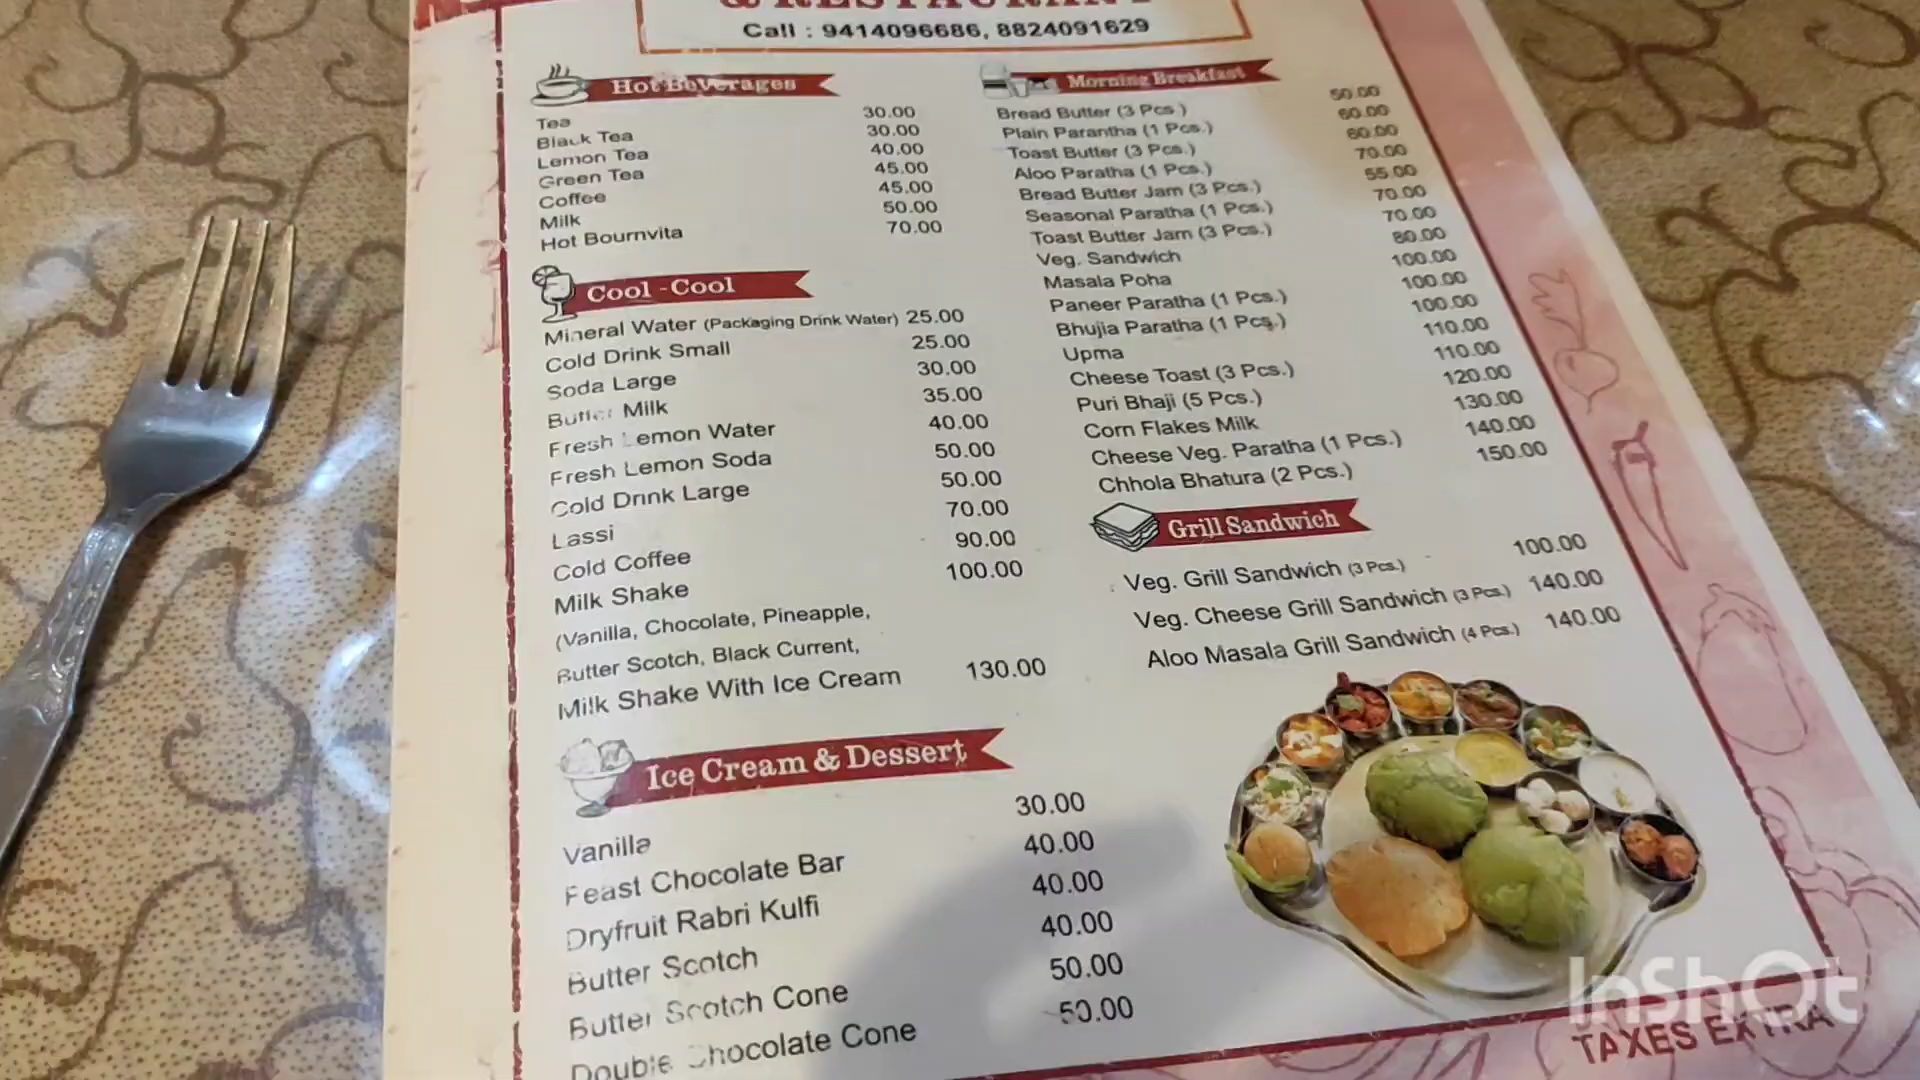 & RESTAURANT
Call : 9414096686, 8824091629
Hot Beverages
Tea 30.00
Black Tea 30.00
Lemon Tea 40.00
Green Tea 45.00
Coffee 45.00
Milk 50.00
Hot Bournvita 70.00
Cool - Cool
Mineral Water (Packaging Drink Water) 25.00
Cold Drink Small 25.00
Soda Large 30.00
Butter Milk 35.00
Fresh Lemon Water 40.00
Fresh Lemon Soda 50.00
Cold Drink Large 50.00
Lassi 70.00
Cold Coffee 90.00
Milk Shake 100.00
(Vanilla, Chocolate, Pineapple,
Butter Scotch, Black Current,
Milk Shake With Ice Cream 130.00
Ice Cream & Dessert
Vanilla 30.00
Feast Chocolate Bar 40.00
Dryfruit Rabri Kulfi 40.00
Butter Scotch 40.00
Butter Scotch Cone 50.00
Double Chocolate Cone 50.00
Morning Breakfast
Bread Butter (3 Pcs.) 50.00
Plain Parantha (1 Pcs.) 60.00
Toast Butter (3 Pcs.) 60.00
Aloo Paratha (1 Pcs.) 70.00
Bread Butter Jam (3 Pcs.) 55.00
Seasonal Paratha (1 Pcs.) 70.00
Toast Butter Jam (3 Pcs.) 70.00
Veg. Sandwich 80.00
Masala Poha 100.00
Paneer Paratha (1 Pcs.) 100.00
Bhujia Paratha (1 Pcs.) 100.00
Upma 110.00
Cheese Toast (3 Pcs.) 110.00
Puri Bhaji (5 Pcs.) 120.00
Corn Flakes Milk 130.00
Cheese Veg. Paratha (1 Pcs.) 140.00
Chhola Bhatura (2 Pcs.) 150.00
Grill Sandwich
Veg. Grill Sandwich (3 Pcs.) 100.00
Veg. Cheese Grill Sandwich (3 Pcs.) 140.00
Aloo Masala Grill Sandwich (4 Pcs.) 140.00
InShOt
TAXES EXTRA